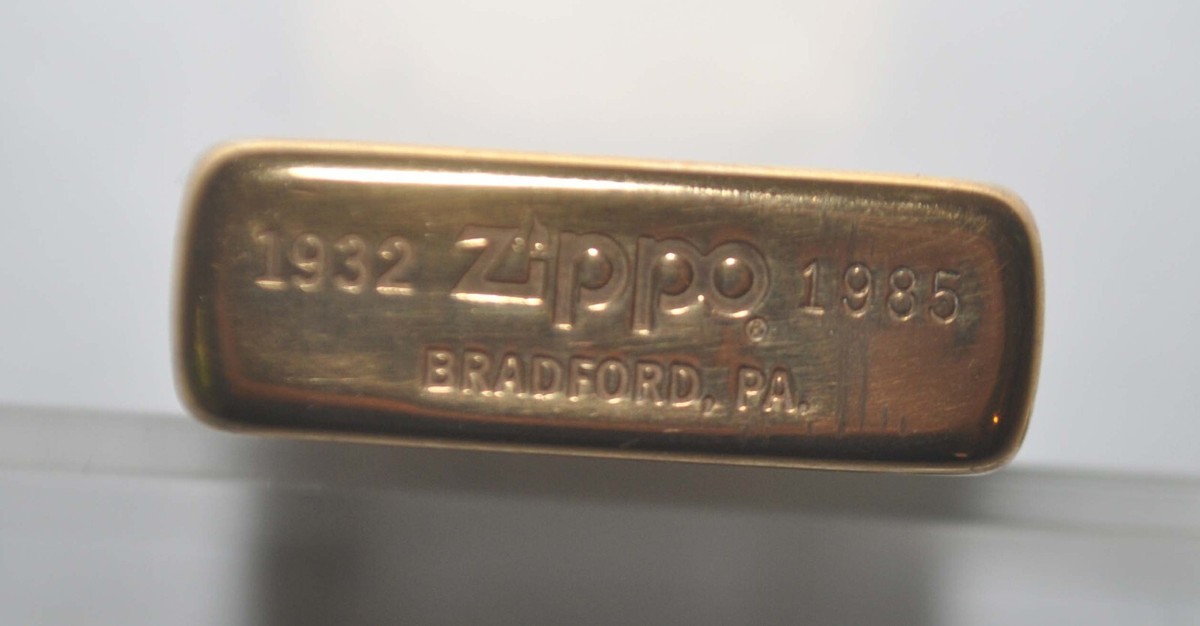 1932 Zippo 1985
®
BRADFORD, PA.